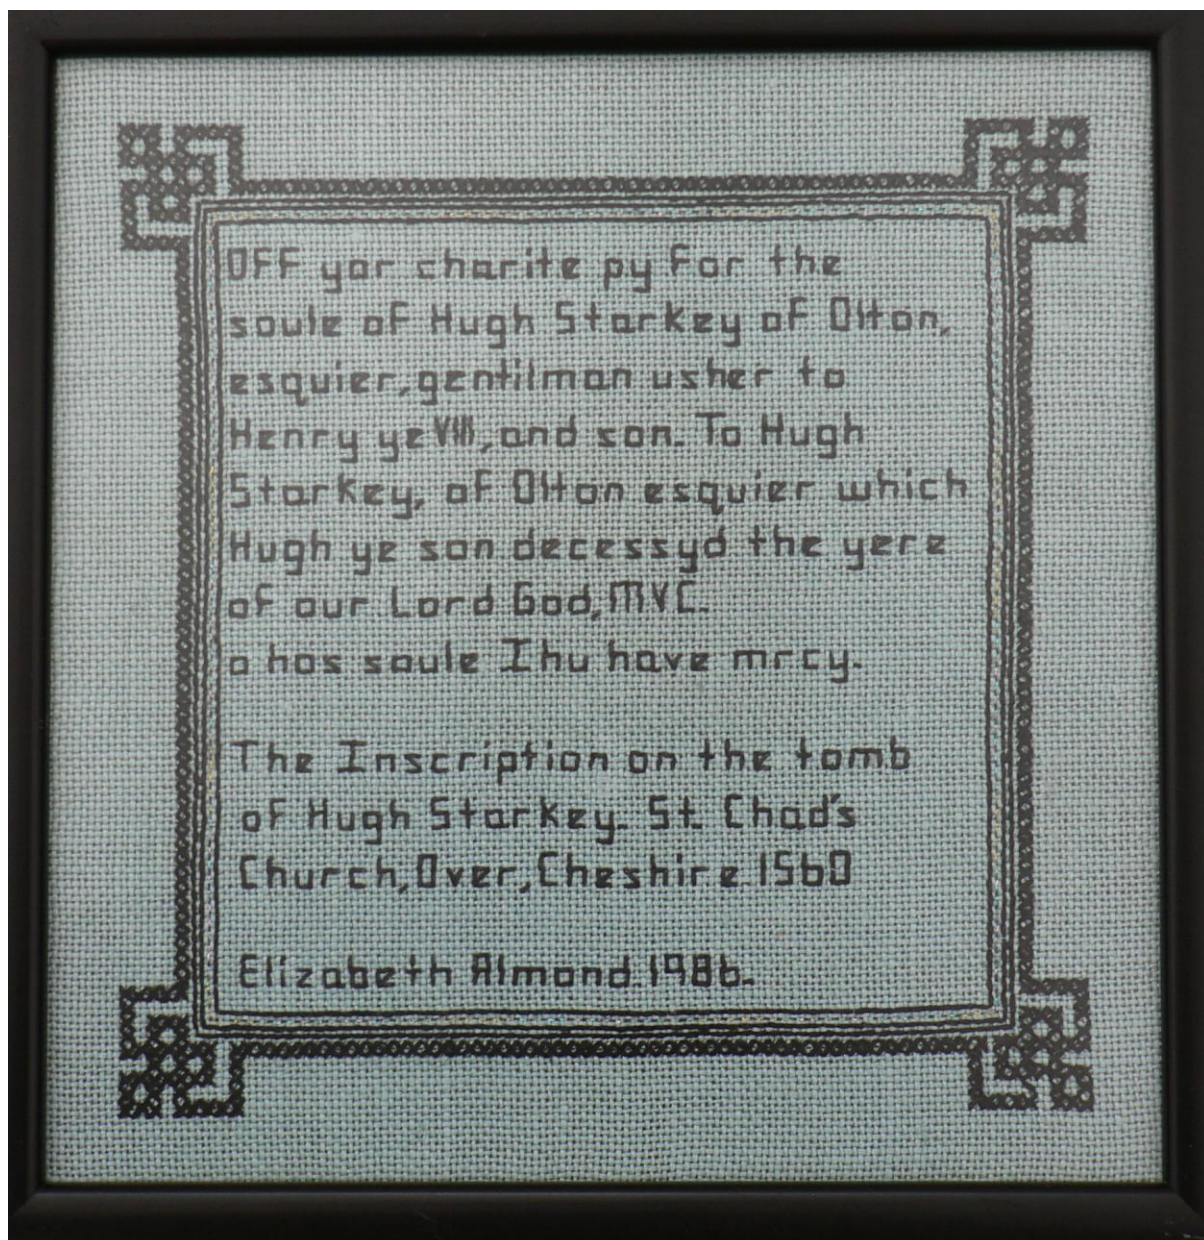 OFF yor charite py For the
soule of Hugh Starkey of Olton,
esquier, gentilman usher to
Henry ye VIII, and son. To Hugh
Starkey, of Olton esquier which
Hugh ye son decessyd the yere
of our Lord God, MVC.
o hos soule Ihu have mrcy.
The Inscription on the tomb
of Hugh Starkey. St. Chad's
Church, Over, Cheshire. 1560
Elizabeth Almond. 1986.